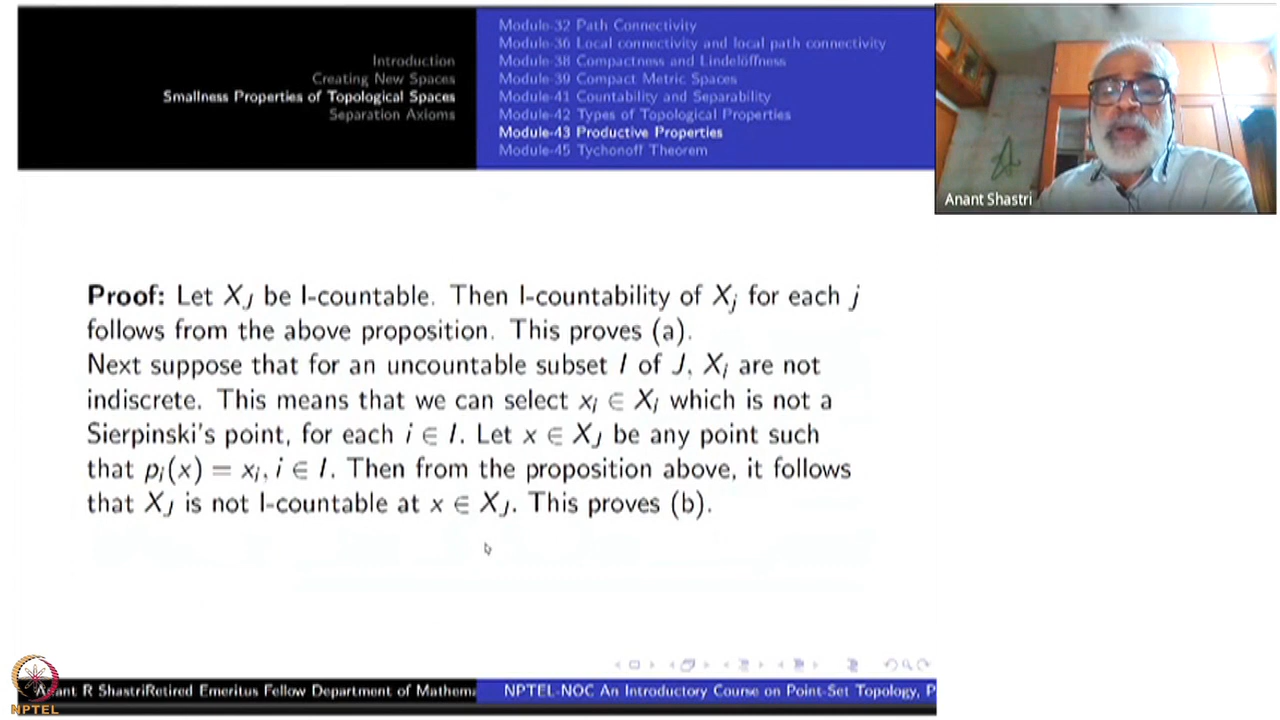 Introduction
Creating New Spaces
Smallness Properties of Topological Spaces
Separation Axioms
Module-32 Path Connectivity
Module-36 Local connectivity and local path connectivity
Module-38 Compactness and Lindelöffness
Module-39 Compact Metric Spaces
Module-41 Countability and Separability
Module-42 Types of Topological Properties
Module-43 Productive Properties
Module-45 Tychonoff Theorem
Anant Shastri
Proof: Let X_J be I-countable. Then I-countability of X_j for each j
follows from the above proposition. This proves (a).
Next suppose that for an uncountable subset I of J, X_i are not
indiscrete. This means that we can select x_i ∈ X_i which is not a
Sierpinski's point, for each i ∈ I. Let x ∈ X_J be any point such
that p_i(x) = x_i, i ∈ I. Then from the proposition above, it follows
that X_J is not I-countable at x ∈ X_J. This proves (b).
Anant R ShastriRetired Emeritus Fellow Department of Mathema
NPTEL-NOC An Introductory Course on Point-Set Topology, P
NPTEL